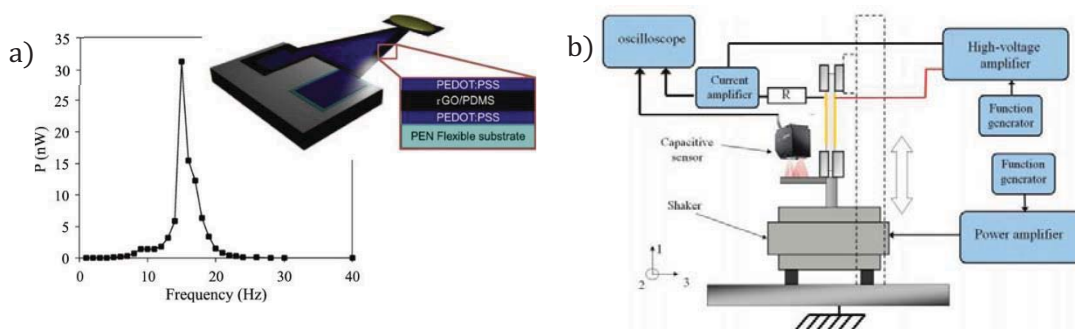 a)
35
30
25
20
15
10
5
0
P (nW)
0
10
20
30
40
Frequency (Hz)
PEDOT:PSS
rGO/PDMS
PEDOT:PSS
PEN Flexible substrate
b)
oscilloscope
Current
amplifier
R
High-voltage
amplifier
Function
generator
Capacitive
sensor
Function
generator
Shaker
Power amplifier
1
2
3